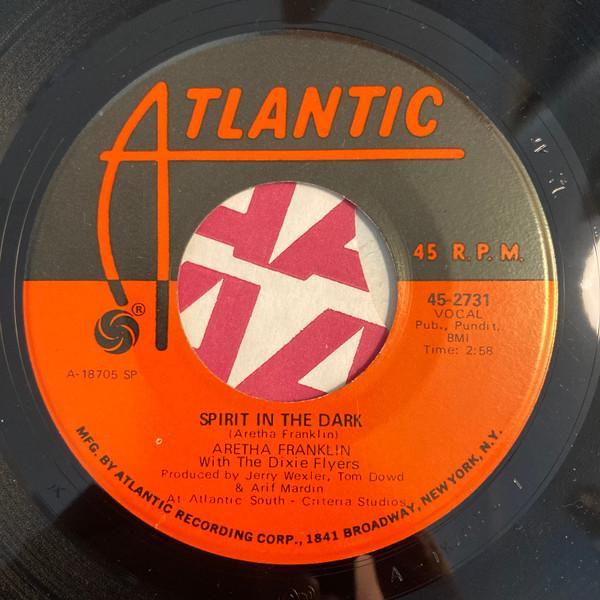 ATLANTIC
45 R.P.M.
®
45-2731
VOCAL
Pub., Pundit,
BMI
Time: 2:58
A-18705 SP
SPIRIT IN THE DARK
(Aretha Franklin)
ARETHA FRANKLIN
With The Dixie Flyers
Produced by Jerry Wexler, Tom Dowd
& Arif Mardin
At Atlantic South - Criteria Studios
MFG. BY ATLANTIC RECORDING CORP., 1841 BROADWAY, NEW YORK, N.Y.